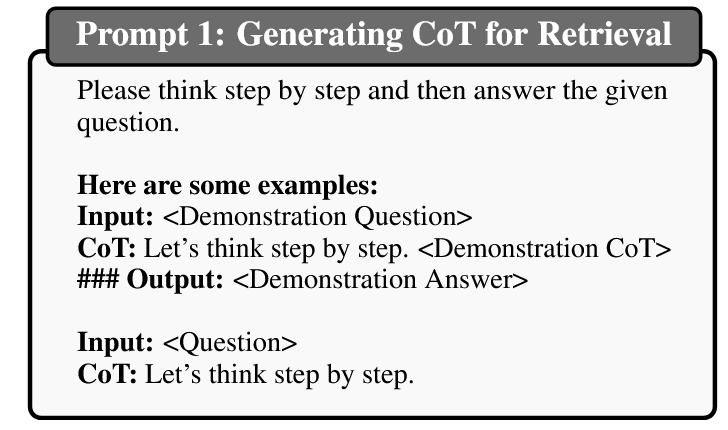 Prompt 1: Generating CoT for Retrieval
Please think step by step and then answer the given
question.
Here are some examples:
Input: <Demonstration Question>
CoT: Let's think step by step. <Demonstration CoT>
### Output: <Demonstration Answer>
Input: <Question>
CoT: Let's think step by step.